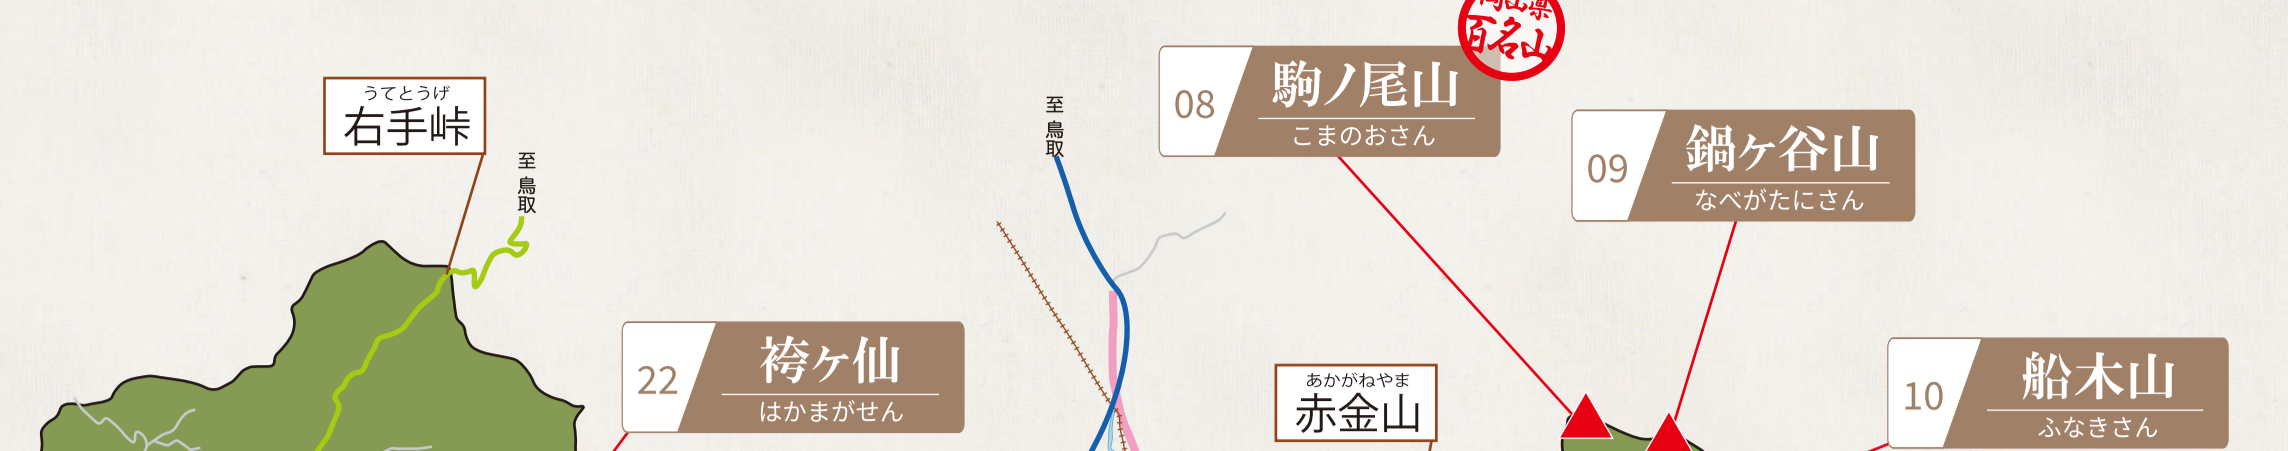 岡山県
百名山
08
駒ノ尾山
こまのおさん
うてとうげ
右手峠
至 鳥取
至 鳥取
09
鍋ヶ谷山
なべがたにさん
22
袴ヶ仙
はかまがせん
あかがねやま
赤金山
10
船木山
ふなきさん